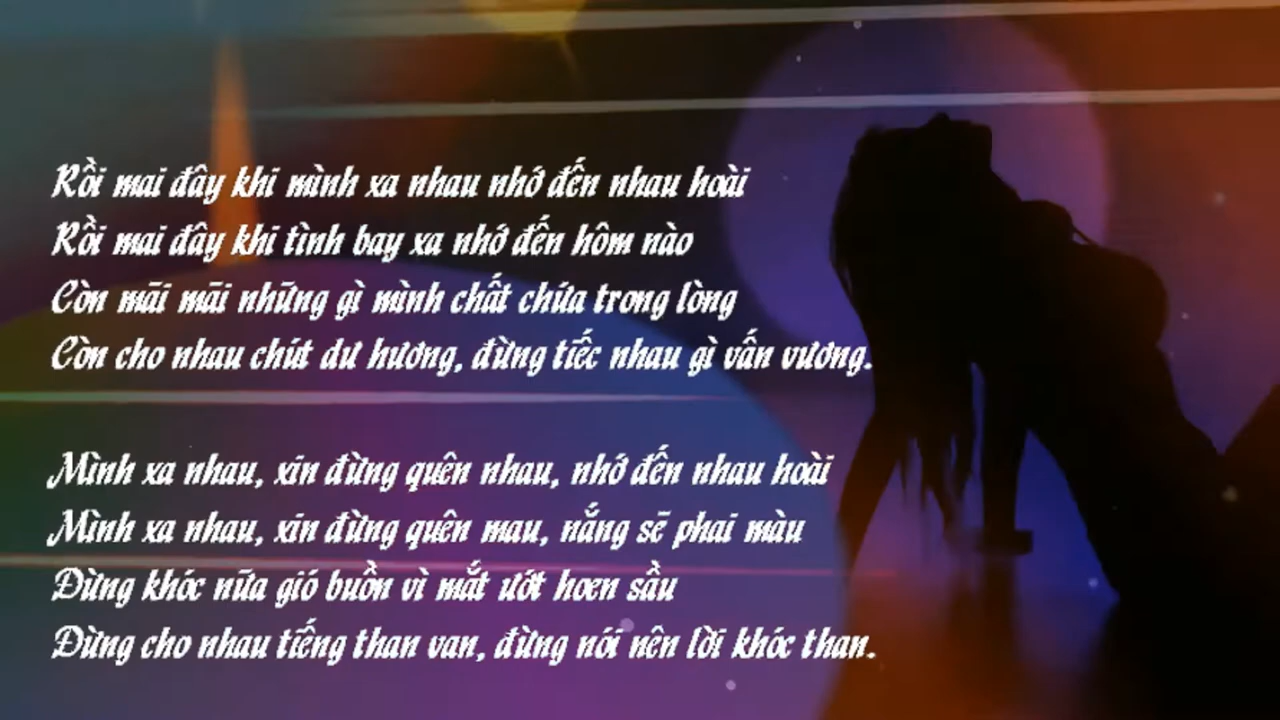 Rồi mai đây khi mình xa nhau nhớ đến nhau hoài
Rồi mai đây khi tình bay xa nhớ đến hôm nào
Còn mãi mãi những gì mình chất chứa trong lòng
Còn cho nhau chút dư hương, đừng tiếc nhau gì vấn vương.
Mình xa nhau, xin đừng quên nhau, nhớ đến nhau hoài
Mình xa nhau, xin đừng quên mau, nắng sẽ phai màu
Đừng khóc nữa gió buồn vì mắt ướt hoen sầu
Đừng cho nhau tiếng than van, đừng nói nên lời khóc than.